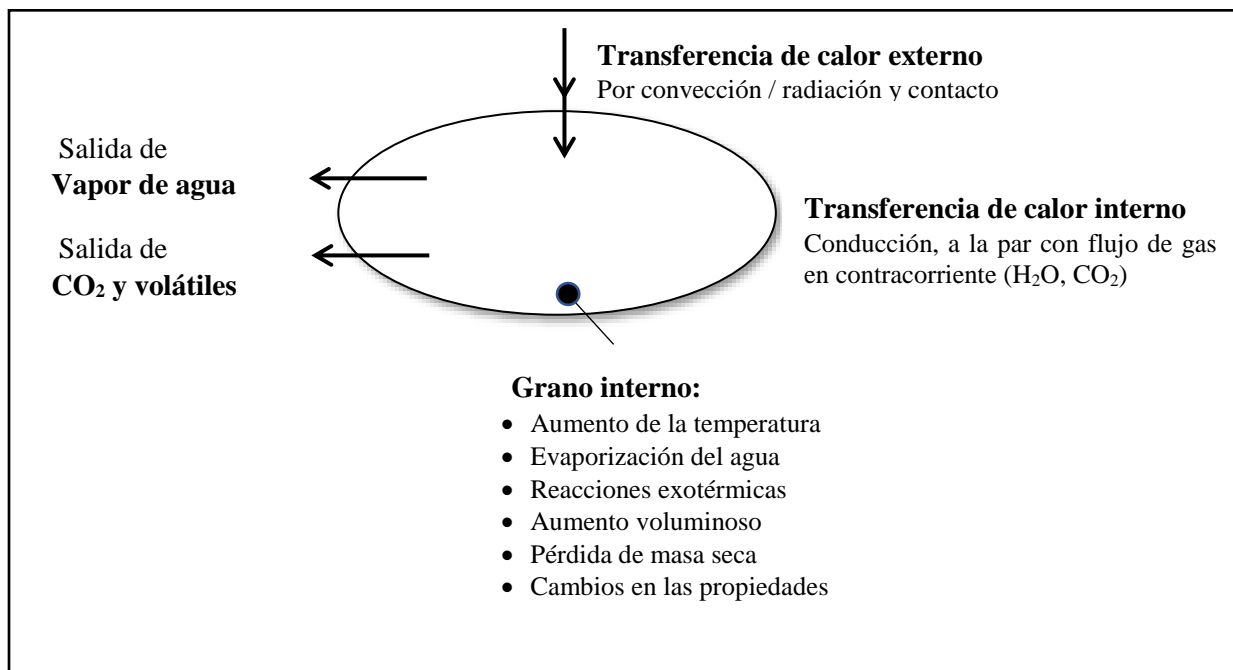 Transferencia de calor externo
Por convección / radiación y contacto
Salida de
Vapor de agua
Salida de
CO₂ y volátiles
Transferencia de calor interno
Conducción, a la par con flujo de gas
en contracorriente (H₂O, CO₂)
Grano interno:
• Aumento de la temperatura
• Evaporización del agua
• Reacciones exotérmicas
• Aumento voluminoso
• Pérdida de masa seca
• Cambios en las propiedades